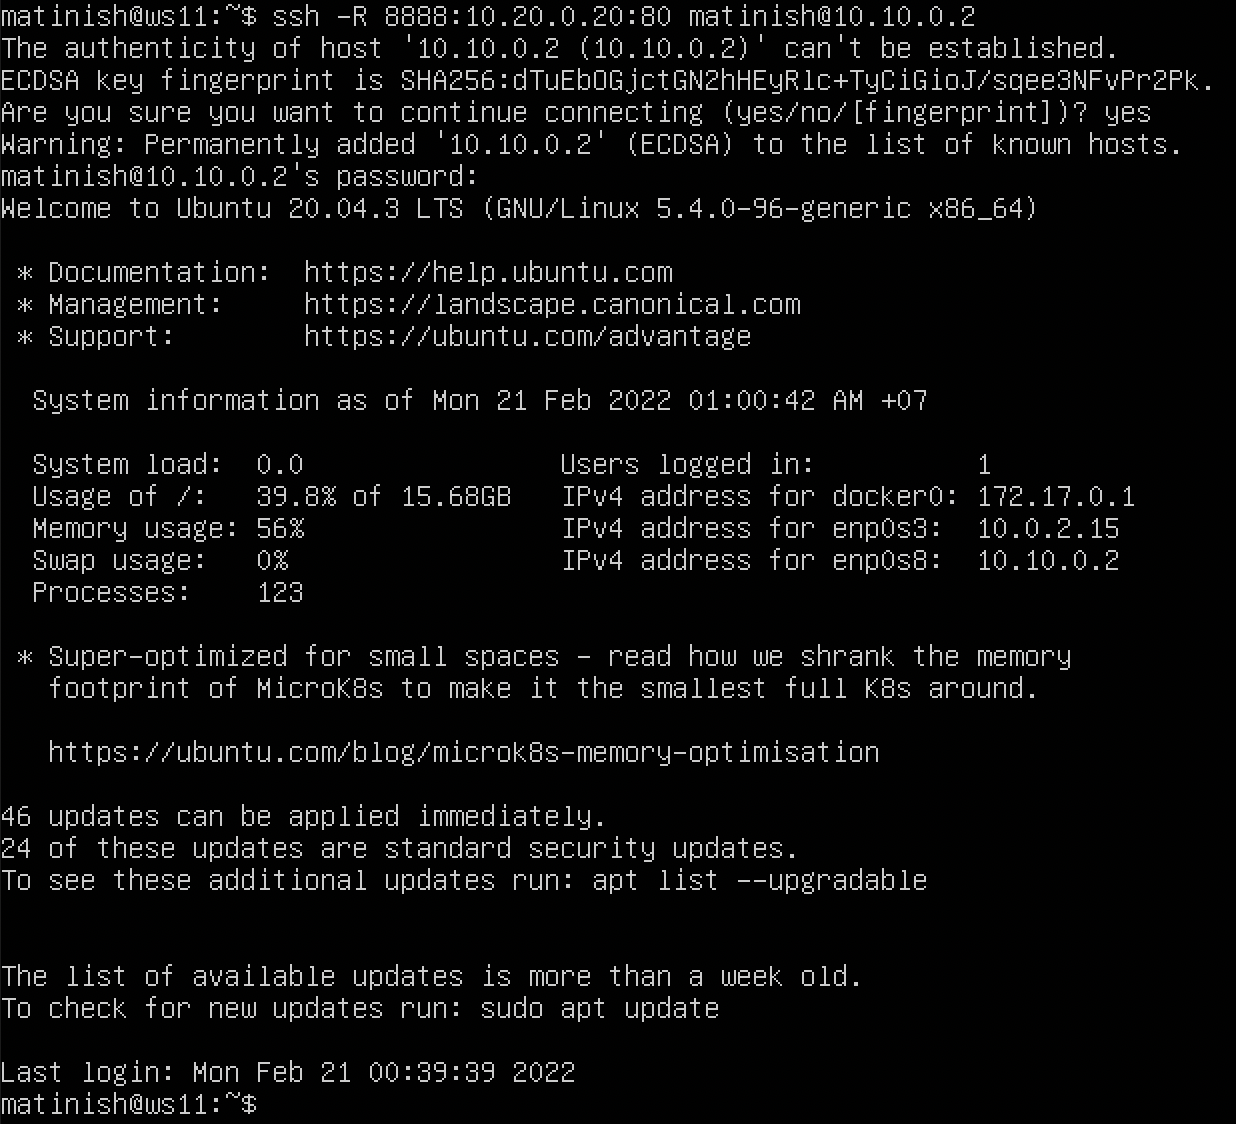 matinish@ws11:~$ ssh -R 8888:10.20.0.20:80 matinish@10.10.0.2
The authenticity of host '10.10.0.2 (10.10.0.2)' can't be established.
ECDSA key fingerprint is SHA256:dTuEbOGjctGN2hHEyRlc+TyCiGioJ/sqee3NFvPr2Pk.
Are you sure you want to continue connecting (yes/no/[fingerprint])? yes
Warning: Permanently added '10.10.0.2' (ECDSA) to the list of known hosts.
matinish@10.10.0.2's password:
Welcome to Ubuntu 20.04.3 LTS (GNU/Linux 5.4.0-96-generic x86_64)

 * Documentation:  https://help.ubuntu.com
 * Management:     https://landscape.canonical.com
 * Support:        https://ubuntu.com/advantage

  System information as of Mon 21 Feb 2022 01:00:42 AM +07

  System load:  0.0                Users logged in:          1
  Usage of /:   39.8% of 15.68GB   IPv4 address for docker0: 172.17.0.1
  Memory usage: 56%                IPv4 address for enp0s3:  10.0.2.15
  Swap usage:   0%                 IPv4 address for enp0s8:  10.10.0.2
  Processes:    123

 * Super-optimized for small spaces - read how we shrank the memory
   footprint of MicroK8s to make it the smallest full K8s around.

   https://ubuntu.com/blog/microk8s-memory-optimisation

46 updates can be applied immediately.
24 of these updates are standard security updates.
To see these additional updates run: apt list --upgradable


The list of available updates is more than a week old.
To check for new updates run: sudo apt update

Last login: Mon Feb 21 00:39:39 2022
matinish@ws11:~$